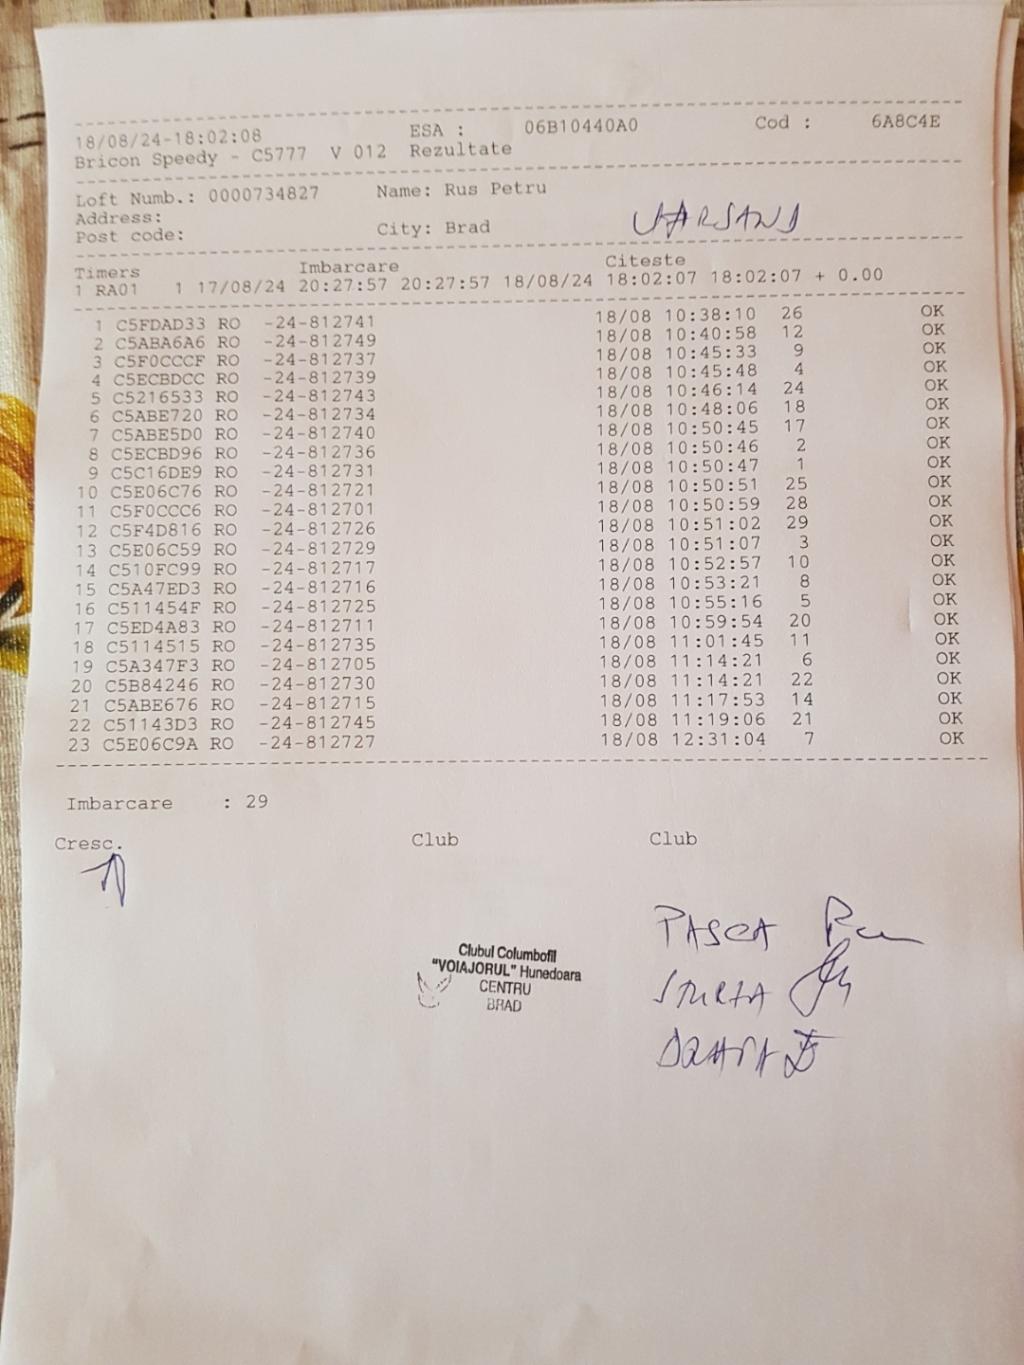 18/08/24-18:02:08 ESA : 06B10440A0 Cod : 6A8C4E
Bricon Speedy - C5777 V 012 Rezultate
Loft Numb.: 0000734827 Name: Rus Petru
Address:
Post code: City: Brad
VARSAND
Timers Imbarcare Citeste
1 RA01 1 17/08/24 20:27:57 20:27:57 18/08/24 18:02:07 18:02:07 + 0.00
1 C5FDAD33 RO -24-812741 18/08 10:38:10 26 OK
2 C5ABA6A6 RO -24-812749 18/08 10:40:58 12 OK
3 C5F0CCCF RO -24-812737 18/08 10:45:33 9 OK
4 C5ECBDCC RO -24-812739 18/08 10:45:48 4 OK
5 C5216533 RO -24-812743 18/08 10:46:14 24 OK
6 C5ABE720 RO -24-812734 18/08 10:48:06 18 OK
7 C5ABE5D0 RO -24-812740 18/08 10:50:45 17 OK
8 C5ECBD96 RO -24-812736 18/08 10:50:46 2 OK
9 C5C16DE9 RO -24-812731 18/08 10:50:47 1 OK
10 C5E06C76 RO -24-812721 18/08 10:50:51 25 OK
11 C5F0CCC6 RO -24-812701 18/08 10:50:59 28 OK
12 C5F4D816 RO -24-812726 18/08 10:51:02 29 OK
13 C5E06C59 RO -24-812729 18/08 10:51:07 3 OK
14 C510FC99 RO -24-812717 18/08 10:52:57 10 OK
15 C5A47ED3 RO -24-812716 18/08 10:53:21 8 OK
16 C511454F RO -24-812725 18/08 10:55:16 5 OK
17 C5ED4A83 RO -24-812711 18/08 10:59:54 20 OK
18 C5114515 RO -24-812735 18/08 11:01:45 11 OK
19 C5A347F3 RO -24-812705 18/08 11:14:21 6 OK
20 C5B84246 RO -24-812730 18/08 11:14:21 22 OK
21 C5ABE676 RO -24-812715 18/08 11:17:53 14 OK
22 C51143D3 RO -24-812745 18/08 11:19:06 21 OK
23 C5E06C9A RO -24-812727 18/08 12:31:04 7 OK
Imbarcare : 29
Cresc. Club Club
Clubul Columbofil
"VOIAJORUL" Hunedoara
CENTRU
BRAD
PASCA